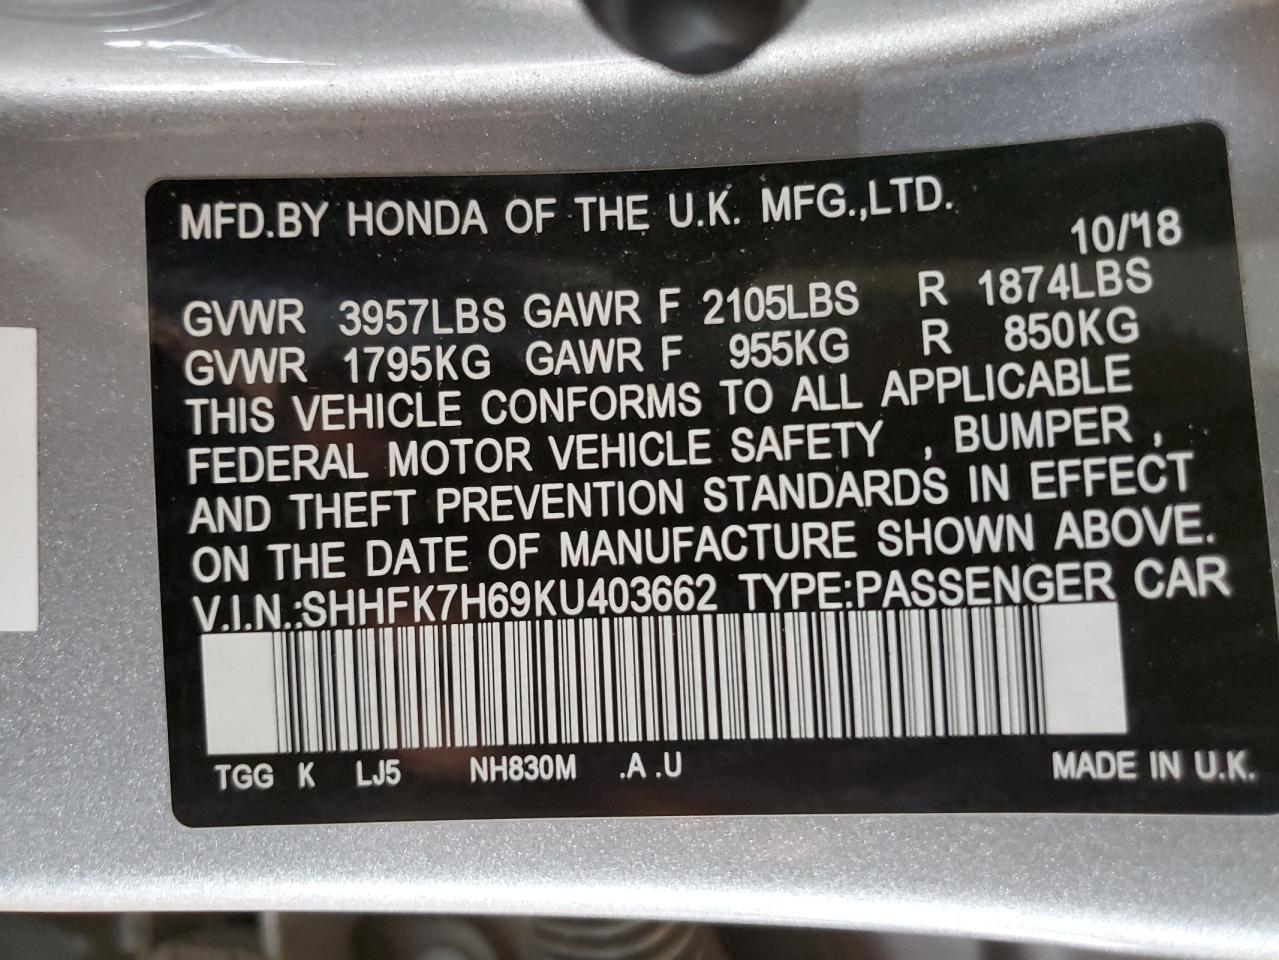 MFD.BY HONDA OF THE U.K. MFG.,LTD.
10/18
GVWR 3957LBS GAWR F 2105LBS R 1874LBS
GVWR 1795KG GAWR F 955KG R 850KG
THIS VEHICLE CONFORMS TO ALL APPLICABLE
FEDERAL MOTOR VEHICLE SAFETY , BUMPER ,
AND THEFT PREVENTION STANDARDS IN EFFECT
ON THE DATE OF MANUFACTURE SHOWN ABOVE.
V.I.N.:SHHFK7H69KU403662 TYPE:PASSENGER CAR
TGG K LJ5 NH830M .A .U MADE IN U.K.